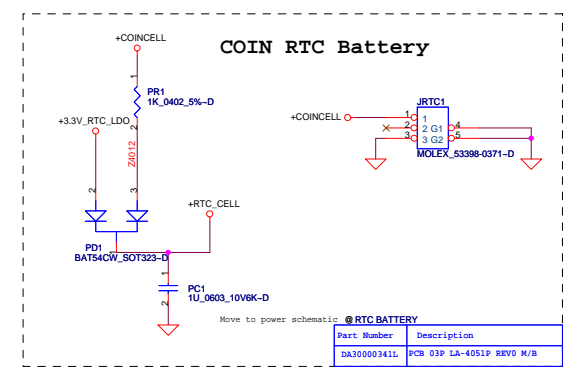 +COINCELL
COIN RTC Battery
1
PR1
1K_0402_5%~D
2
+3.3V_RTC_LDO
Z4012
2
3
PD1
1
BAT54CW_SOT323~D
+RTC_CELL
1
PC1
1U_0603_10V6K~D
2
+COINCELL
JRTC1
1 1
2 2 G1 4
3 3 G2 5
MOLEX_53398-0371~D
Move to power schematic @ RTC BATTERY
Part Number Description
DA30000341L PCB 03P LA-4051P REV0 M/B